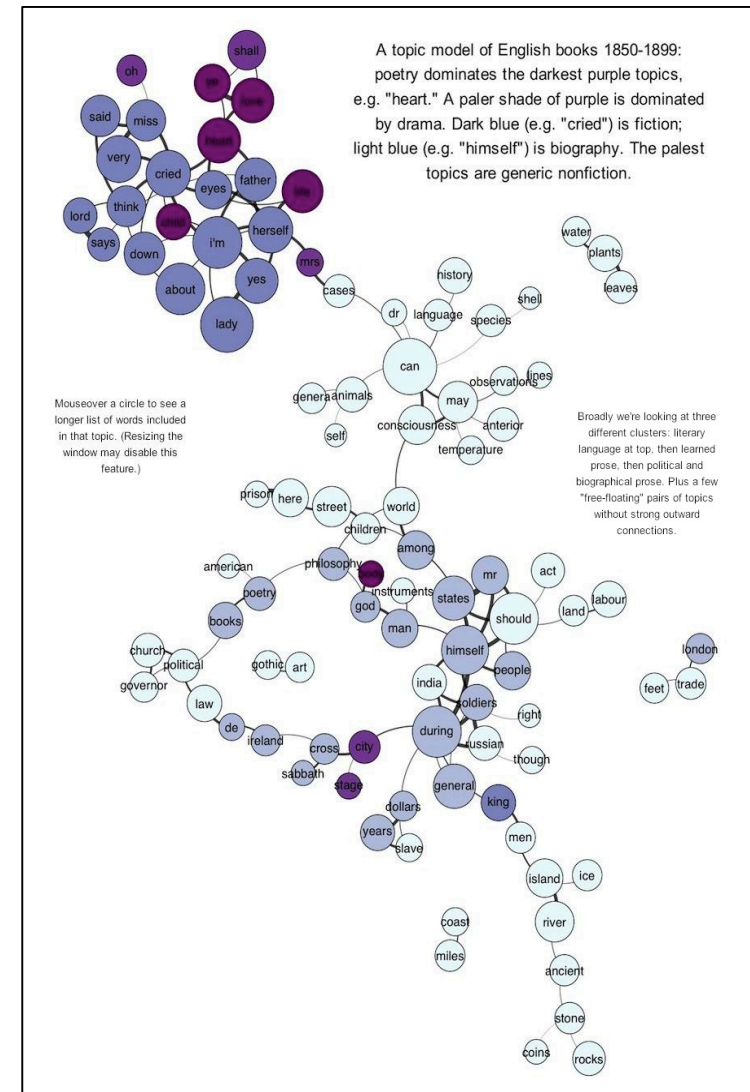 A topic model of English books 1850-1899:
poetry dominates the darkest purple topics,
e.g. "heart." A paler shade of purple is dominated
by drama. Dark blue (e.g. "cried") is fiction;
light blue (e.g. "himself") is biography. The palest
topics are generic nonfiction.
shall
oh
love
said
miss
heart
very
cried
eyes
father
life
think
child
lord
says
down
i'm
herself
about
yes
mrs
lady
cases
water
plants
leaves
history
dr
language
species
shell
can
genera
animals
may
observations
lines
self
consciousness
anterior
temperature
Mouseover a circle to see a
longer list of words included
in that topic. (Resizing the
window may disable this
feature.)
Broadly we're looking at three
different clusters: literary
language at top, then learned
prose, then political and
biographical prose. Plus a few
"free-floating" pairs of topics
without strong outward
connections.
prison
here
street
world
children
among
american
philosophy
poetry
god
instruments
states
mr
act
books
man
should
land
labour
church
political
governor
gothic
art
himself
people
london
india
feet
trade
law
soldiers
right
de
ireland
cross
city
during
russian
though
sabbath
stage
general
dollars
king
years
slave
men
island
ice
coast
river
miles
ancient
stone
coins
rocks